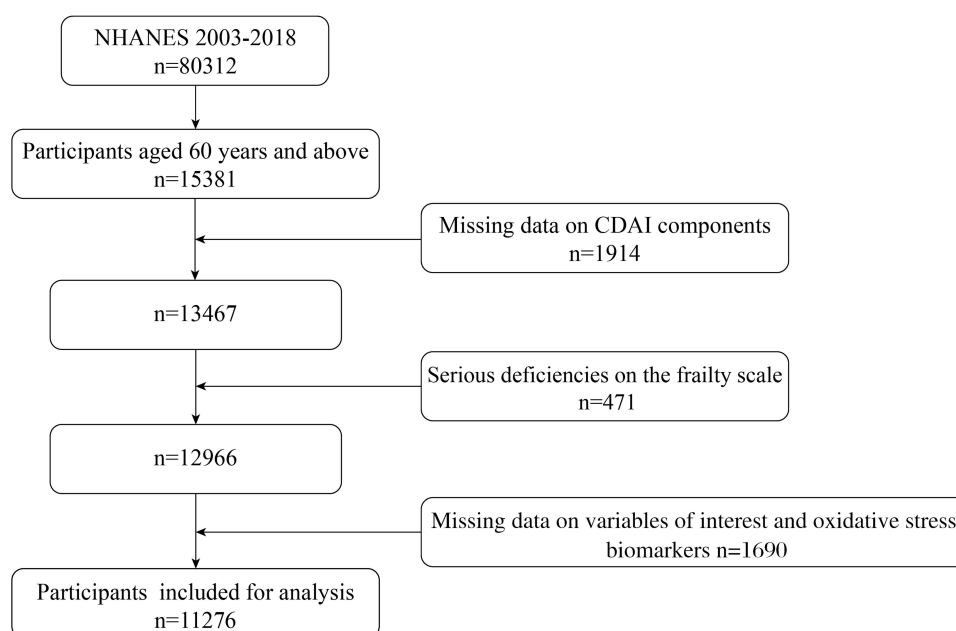 NHANES 2003-2018
n=80312
Participants aged 60 years and above
n=15381
Missing data on CDAI components
n=1914
n=13467
Serious deficiencies on the frailty scale
n=471
n=12966
Missing data on variables of interest and oxidative stress
biomarkers n=1690
Participants included for analysis
n=11276